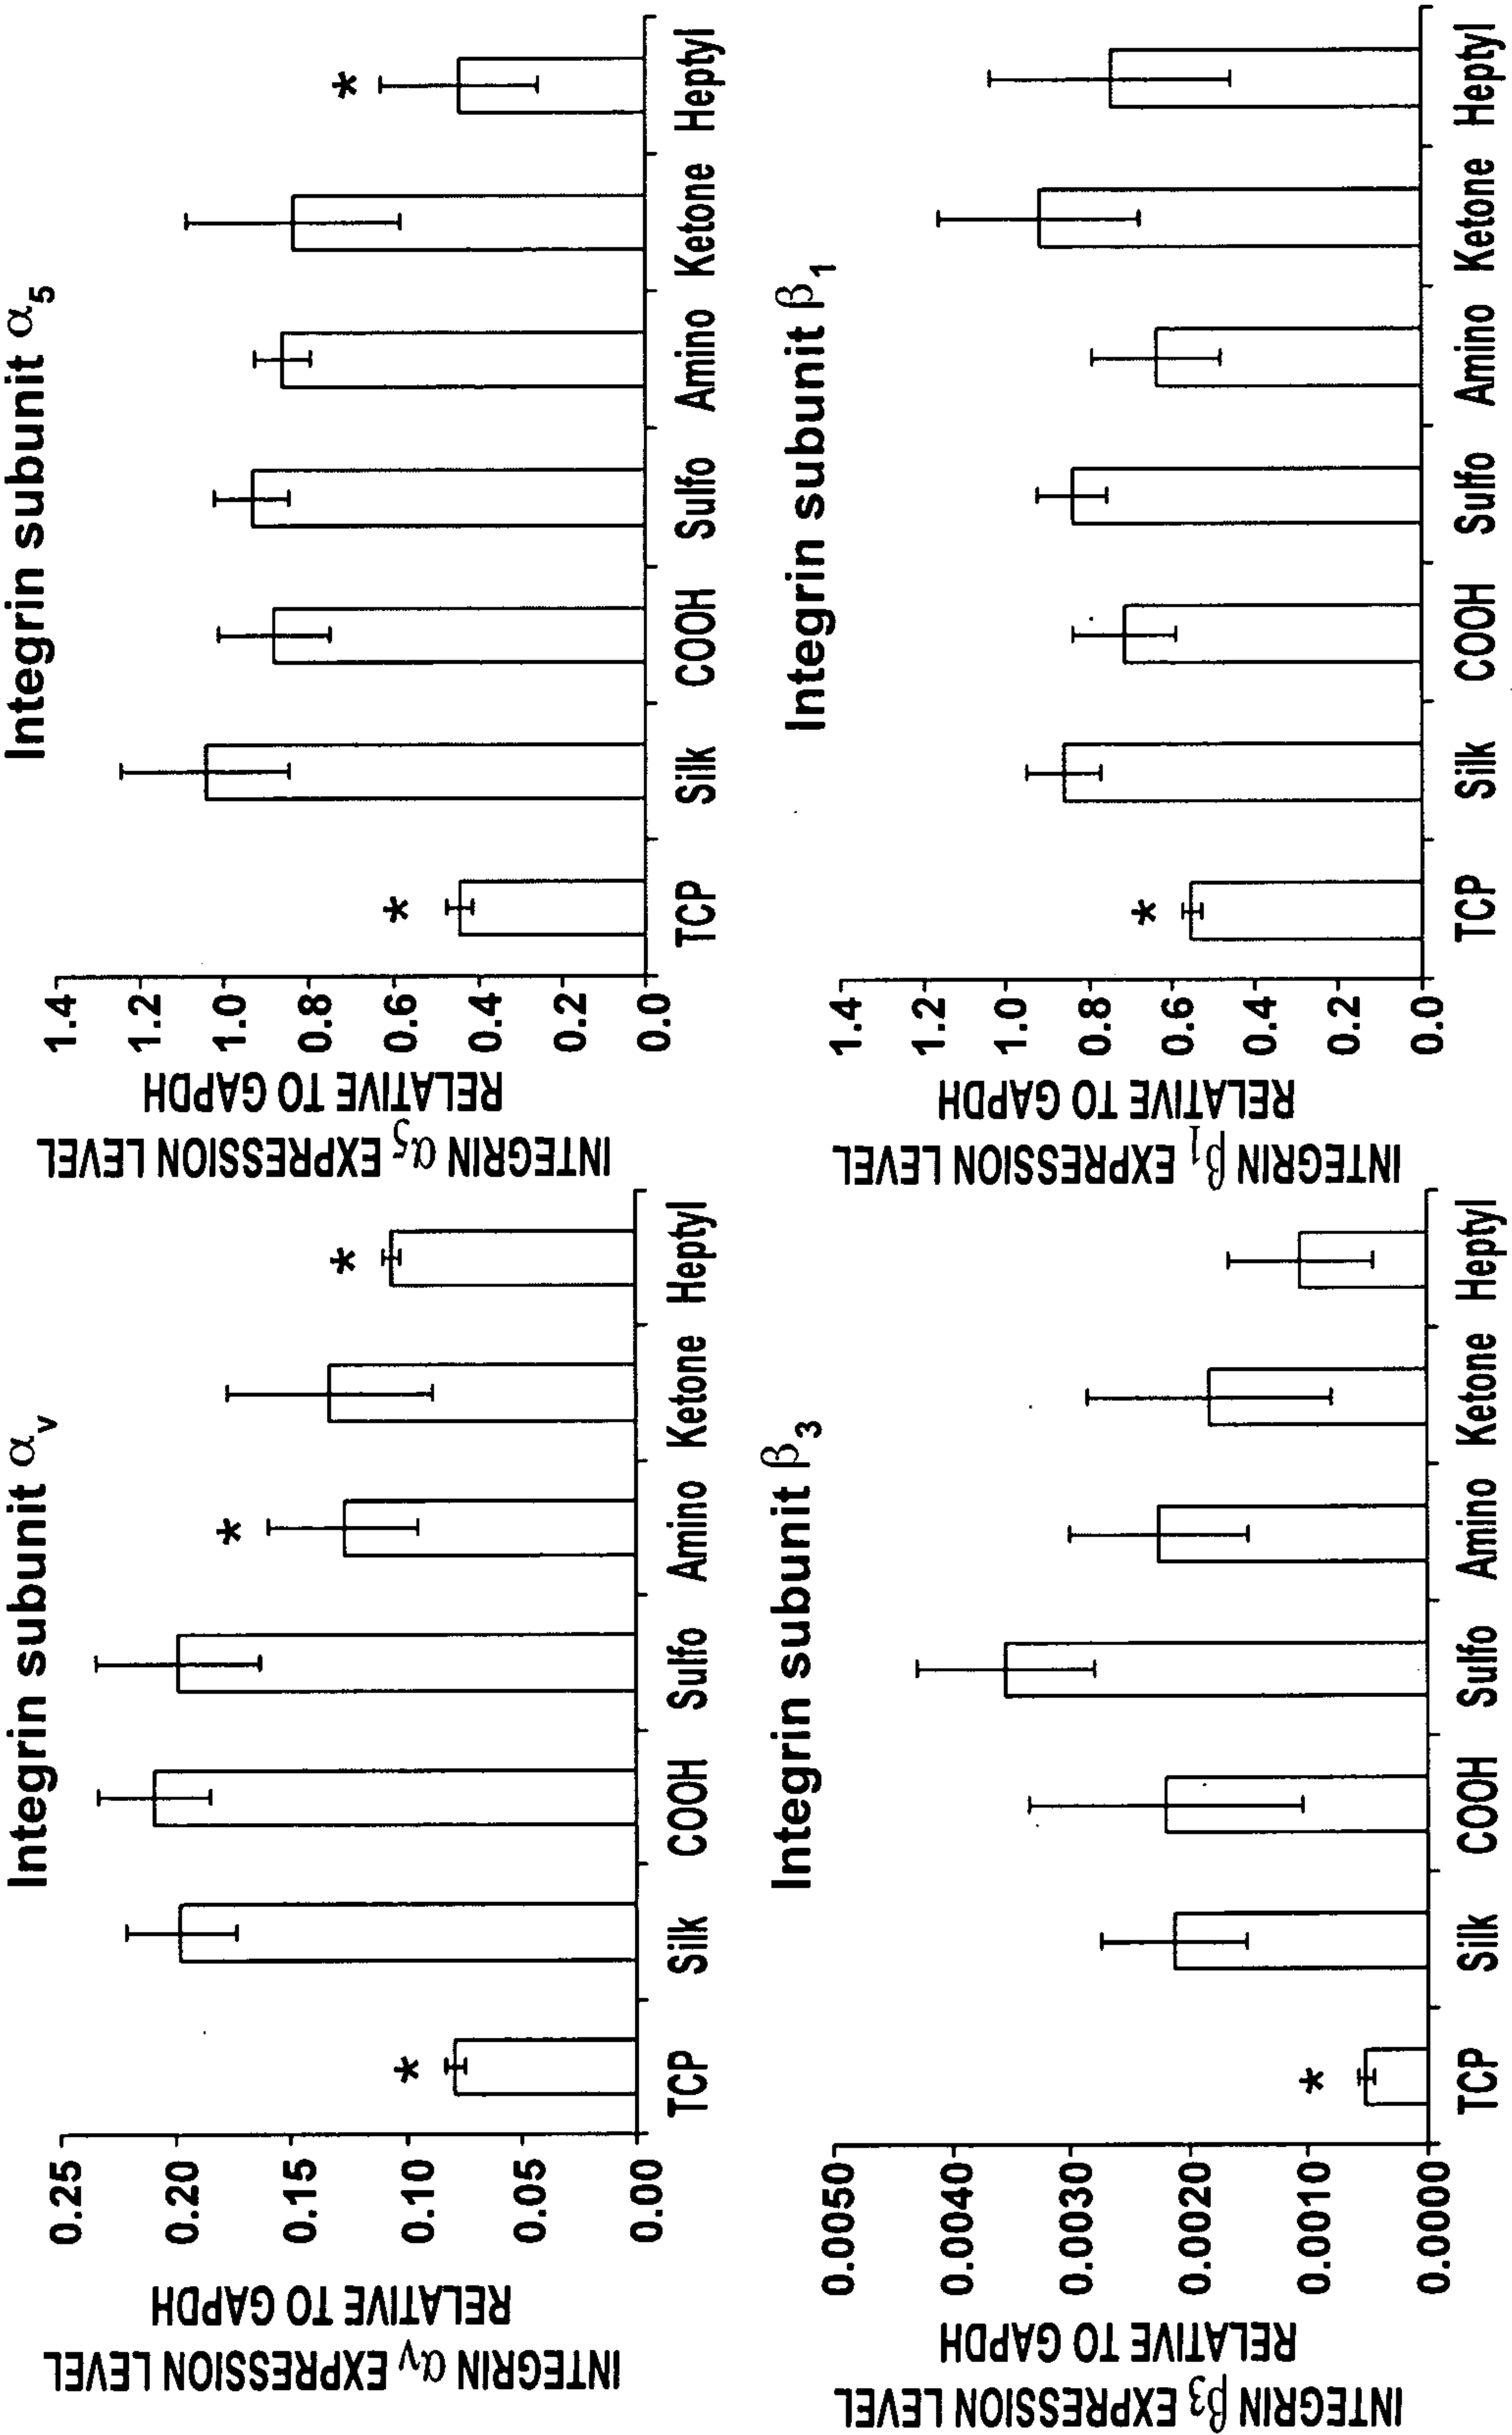 Integrin subunit αv
INTEGRIN αv EXPRESSION LEVEL
RELATIVE TO GAPDH
0.25
0.20
0.15
0.10
0.05
0.00
* * *
TCP Silk COOH Sulfo Amino Ketone Heptyl
Integrin subunit α5
INTEGRIN α5 EXPRESSION LEVEL
RELATIVE TO GAPDH
1.4
1.2
1.0
0.8
0.6
0.4
0.2
0.0
* *
TCP Silk COOH Sulfo Amino Ketone Heptyl
Integrin subunit β3
INTEGRIN β3 EXPRESSION LEVEL
RELATIVE TO GAPDH
0.0050
0.0040
0.0030
0.0020
0.0010
0.0000
*
TCP Silk COOH Sulfo Amino Ketone Heptyl
Integrin subunit β1
INTEGRIN β1 EXPRESSION LEVEL
RELATIVE TO GAPDH
1.4
1.2
1.0
0.8
0.6
0.4
0.2
0.0
*
TCP Silk COOH Sulfo Amino Ketone Heptyl